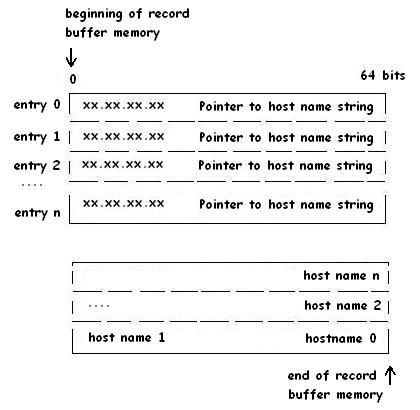 beginning of record
buffer memory
0 64 bits
entry 0 xx.xx.xx.xx Pointer to host name string
entry 1 xx.xx.xx.xx Pointer to host name string
entry 2 xx.xx.xx.xx Pointer to host name string
....
entry n xx.xx.xx.xx Pointer to host name string
host name n
.... host name 2
host name 1 hostname 0
end of record
buffer memory